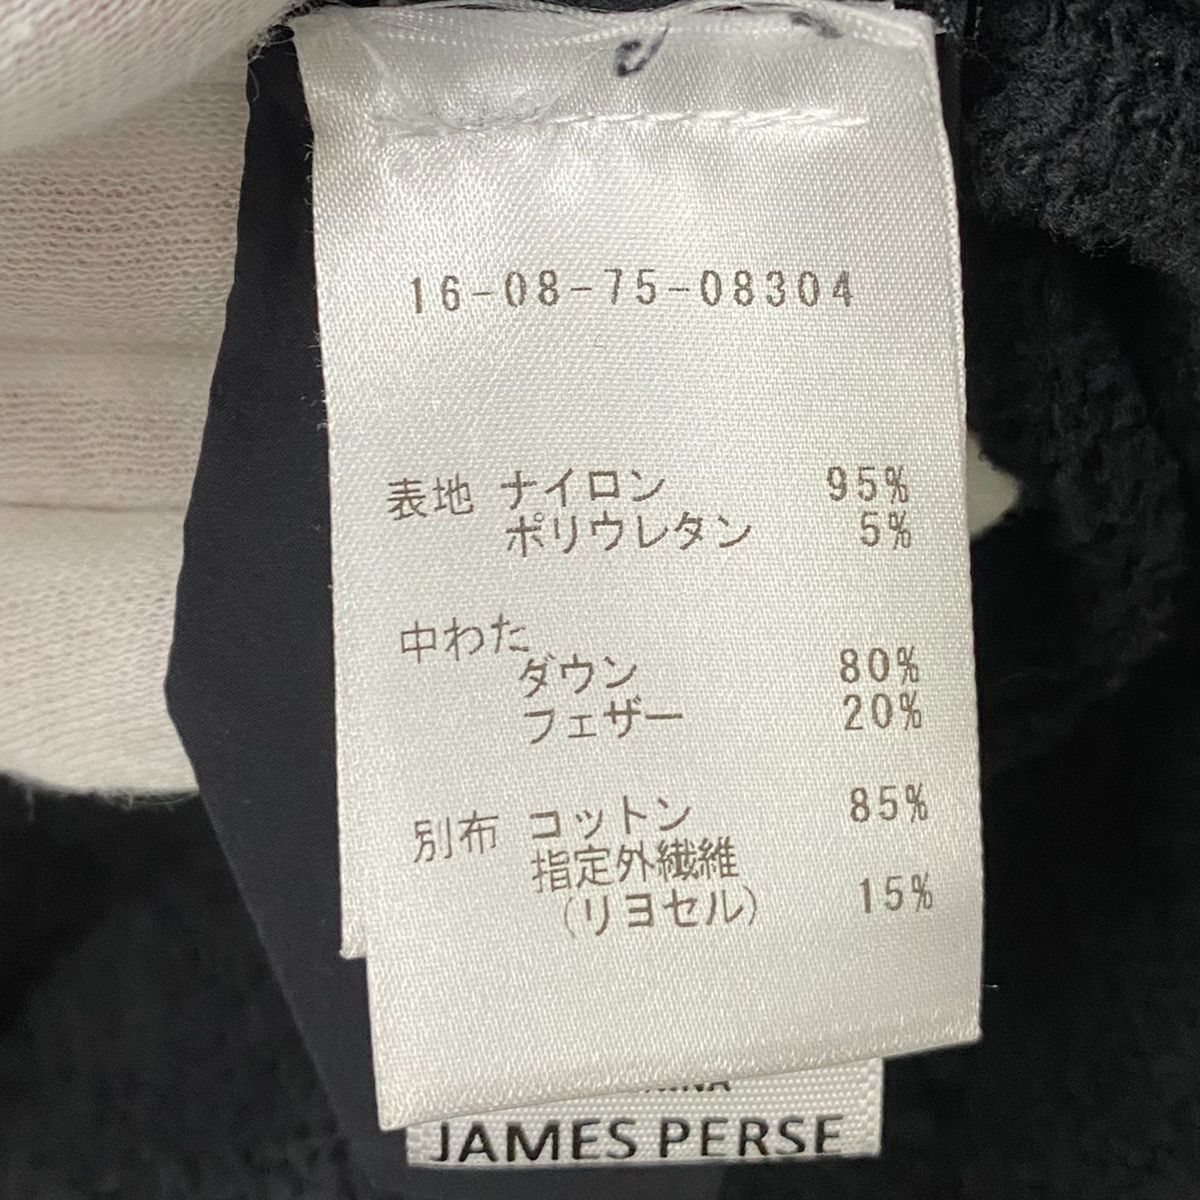 16-08-75-08304
表地 ナイロン 95%
ポリウレタン 5%
中わた
ダウン 80%
フェザー 20%
別布 コットン 85%
指定外繊維
(リヨセル) 15%
JAMES PERSE